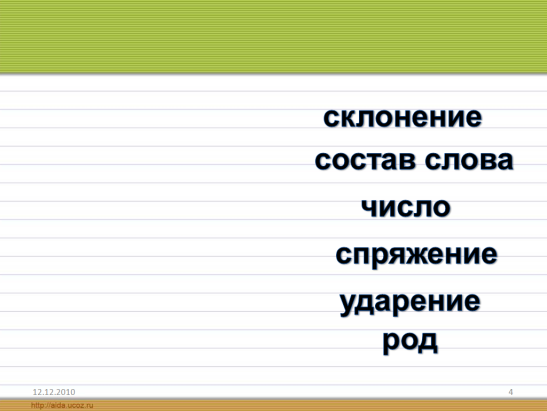 склонение
состав слова
число
спряжение
ударение
род
12.12.2010
4
http://aida.ucoz.ru